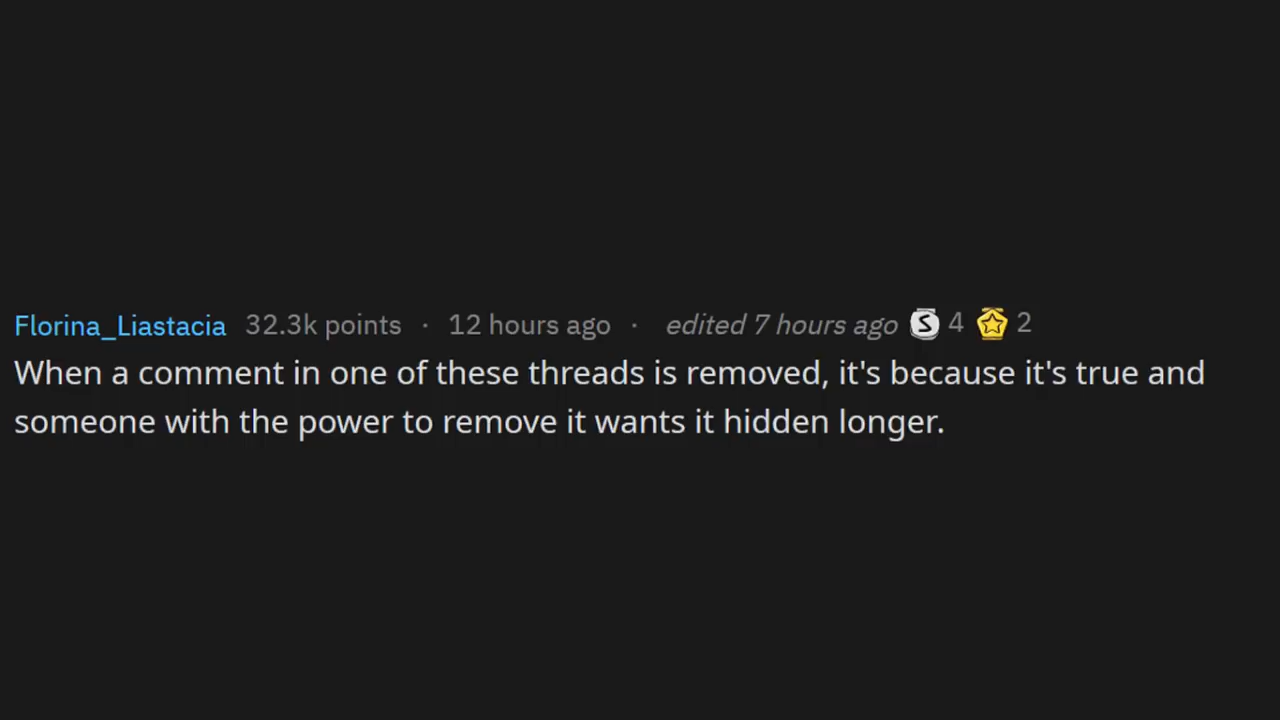 Florina_Liastacia 32.3k points · 12 hours ago · edited 7 hours ago S 4 2
When a comment in one of these threads is removed, it's because it's true and
someone with the power to remove it wants it hidden longer.